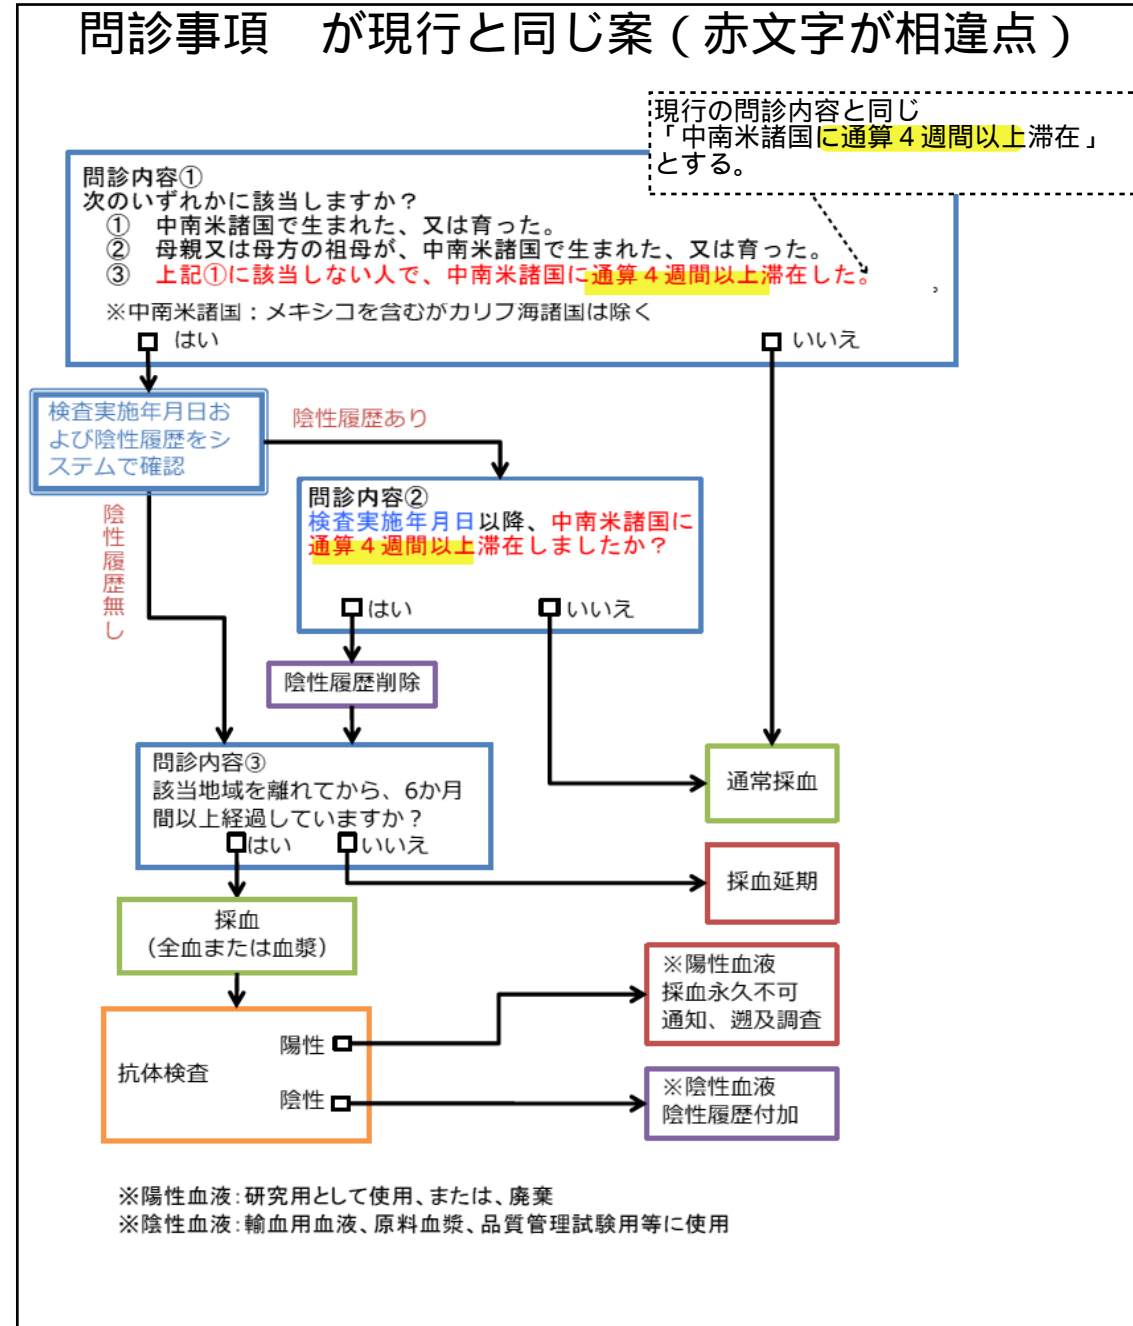 問診事項　が現行と同じ案（赤文字が相違点）
現行の問診内容と同じ
「中南米諸国に通算４週間以上滞在」
とする。
問診内容①
次のいずれかに該当しますか？
①　中南米諸国で生まれた、又は育った。
②　母親又は母方の祖母が、中南米諸国で生まれた、又は育った。
③　上記①に該当しない人で、中南米諸国に通算４週間以上滞在した。
。
※中南米諸国：メキシコを含むがカリブ海諸国は除く
はい
いいえ
検査実施年月日お
よび陰性履歴をシ
ステムで確認
陰性履歴あり
陰性履歴無し
問診内容②
検査実施年月日以降、中南米諸国に
通算４週間以上滞在しましたか？
はい
いいえ
陰性履歴削除
問診内容③
該当地域を離れてから、6か月
間以上経過していますか？
はい
いいえ
通常採血
採血延期
採血
（全血または血漿）
※陽性血液
採血永久不可
通知、遡及調査
抗体検査
陽性
陰性
※陰性血液
陰性履歴付加
※陽性血液：研究用として使用、または、廃棄
※陰性血液：輸血用血液、原料血漿、品質管理試験用等に使用